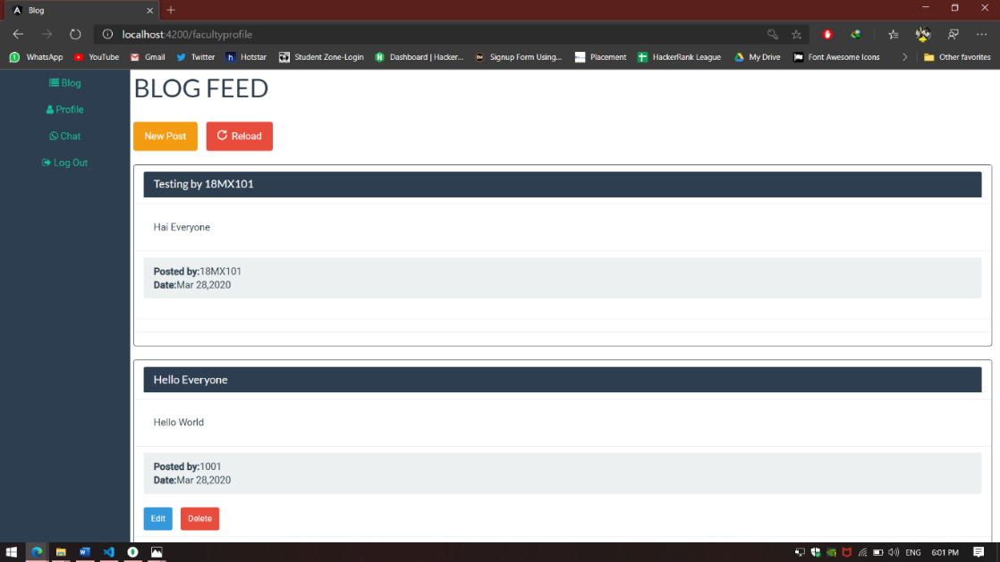 Blog
localhost:4200/facultyprofile
WhatsApp YouTube Gmail Twitter h Hotstar Student Zone-Login Dashboard | Hacker... Signup Form Using... Placement HackerRank League My Drive Font Awesome Icons Other favorites
Blog
Profile
Chat
Log Out
BLOG FEED
New Post Reload
Testing by 18MX101
Hai Everyone
Posted by:18MX101
Date:Mar 28,2020
Hello Everyone
Hello World
Posted by:1001
Date:Mar 28,2020
Edit Delete
ENG 6:01 PM